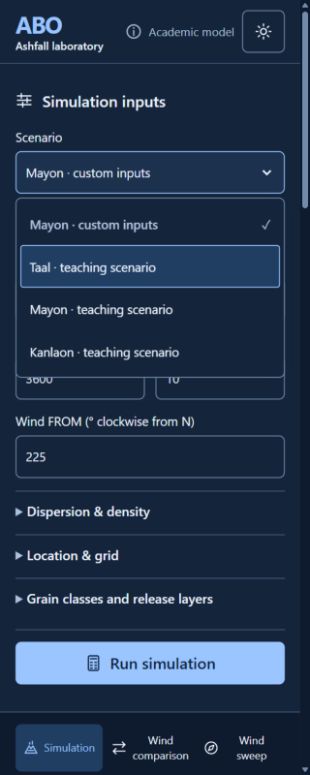 ABO
Ashfall laboratory
Academic model
Simulation inputs
Scenario
Mayon · custom inputs
Mayon · custom inputs
Taal · teaching scenario
Mayon · teaching scenario
Kanlaon · teaching scenario
3600
10
Wind FROM (° clockwise from N)
225
Dispersion & density
Location & grid
Grain classes and release layers
Run simulation
Simulation
Wind
comparison
Wind
sweep